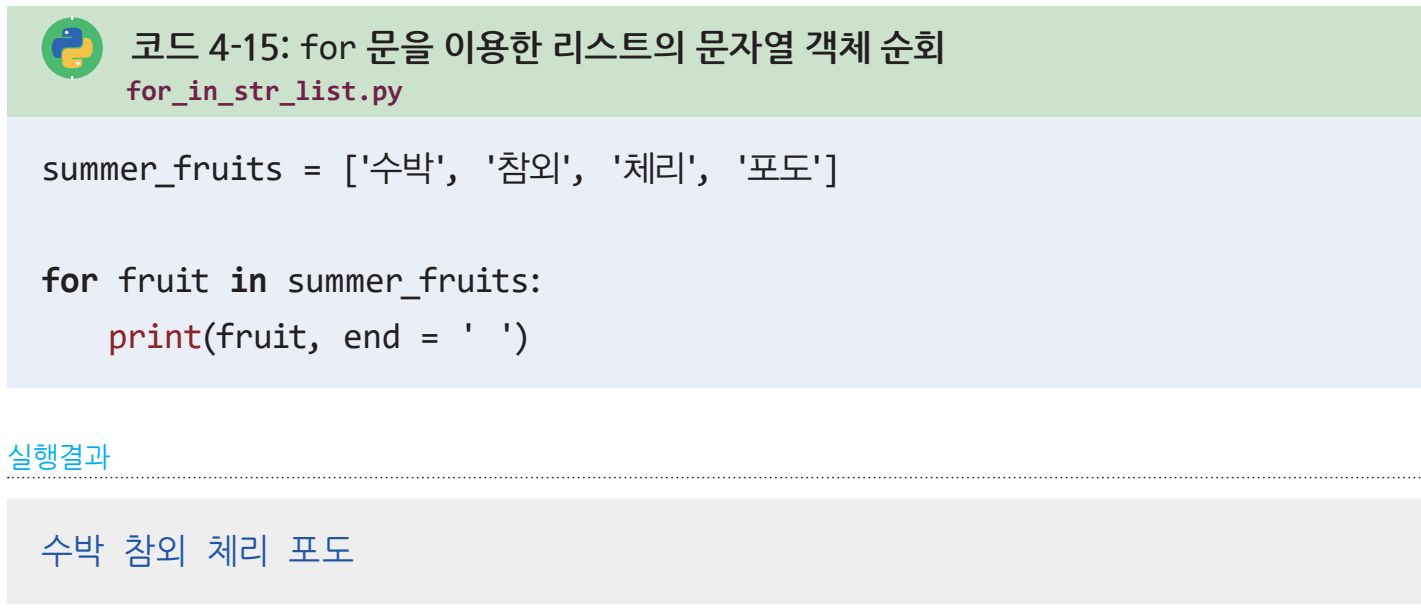 코드 4-15: for 문을 이용한 리스트의 문자열 객체 순회
for_in_str_list.py
summer_fruits = ['수박', '참외', '체리', '포도']
for fruit in summer_fruits:
    print(fruit, end = ' ')
실행결과
수박 참외 체리 포도